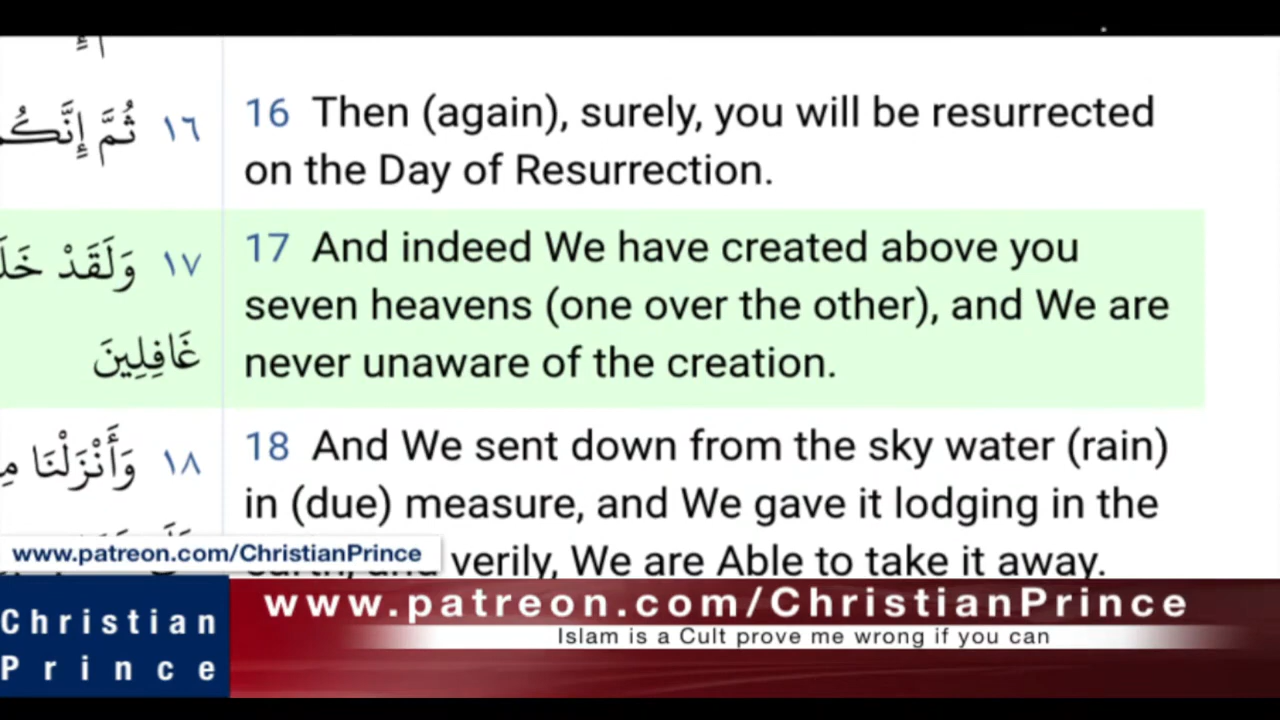 16 Then (again), surely, you will be resurrected
on the Day of Resurrection.
١٦ ثُمَّ
17 And indeed We have created above you
seven heavens (one over the other), and We are
never unaware of the creation.
١٧ وَلَقَدْ
غَافِلِينَ
18 And We sent down from the sky water (rain)
in (due) measure, and We gave it lodging in the
earth, and verily, We are Able to take it away.
١٨ وَأَنْزَلْنَا
www.patreon.com/ChristianPrince
Christian
Prince
www.patreon.com/ChristianPrince
Islam is a Cult prove me wrong if you can